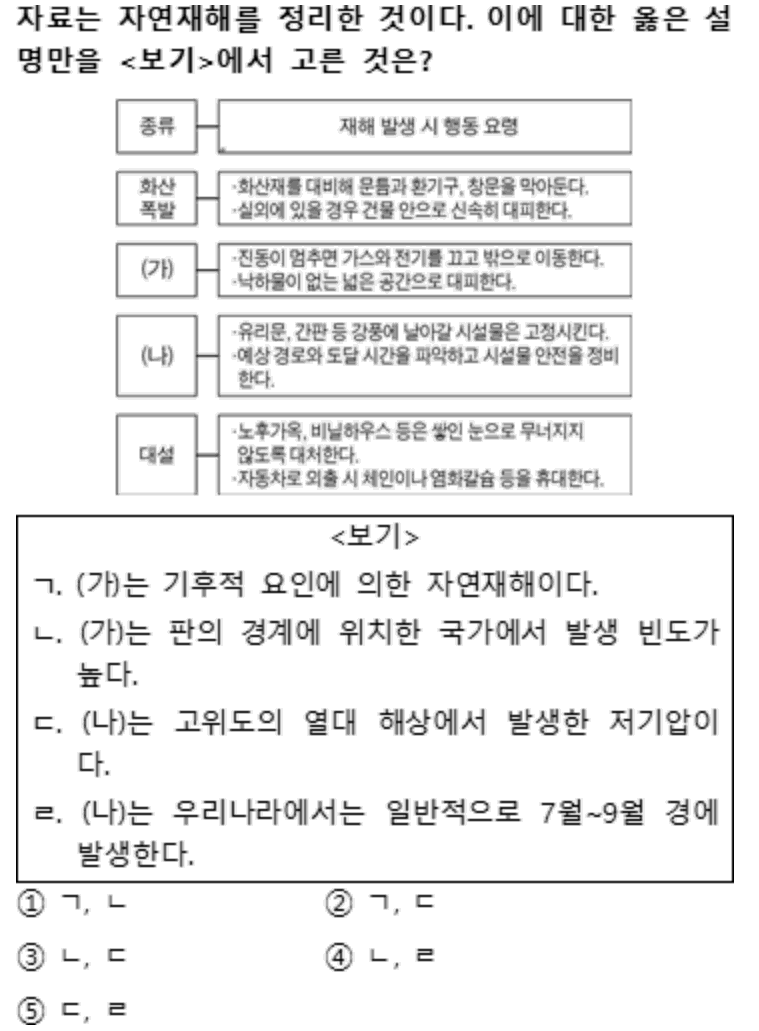 자료는 자연재해를 정리한 것이다. 이에 대한 옳은 설
명만을 <보기>에서 고른 것은?
종류
재해 발생 시 행동 요령
화산
폭발
·화산재를 대비해 문틈과 환기구, 창문을 막아둔다.
·실외에 있을 경우 건물 안으로 신속히 대피한다.
(가)
·진동이 멈추면 가스와 전기를 끄고 밖으로 이동한다.
·낙하물이 없는 넓은 공간으로 대피한다.
(나)
·유리문, 간판 등 강풍에 날아갈 시설물은 고정시킨다.
·예상 경로와 도달 시간을 파악하고 시설물 안전을 정비
한다.
대설
·노후가옥, 비닐하우스 등은 쌓인 눈으로 무너지지
않도록 대처한다.
·자동차로 외출 시 체인이나 염화칼슘 등을 휴대한다.
<보기>
ㄱ. (가)는 기후적 요인에 의한 자연재해이다.
ㄴ. (가)는 판의 경계에 위치한 국가에서 발생 빈도가
높다.
ㄷ. (나)는 고위도의 열대 해상에서 발생한 저기압이
다.
ㄹ. (나)는 우리나라에서는 일반적으로 7월~9월 경에
발생한다.
① ㄱ, ㄴ ② ㄱ, ㄷ
③ ㄴ, ㄷ ④ ㄴ, ㄹ
⑤ ㄷ, ㄹ